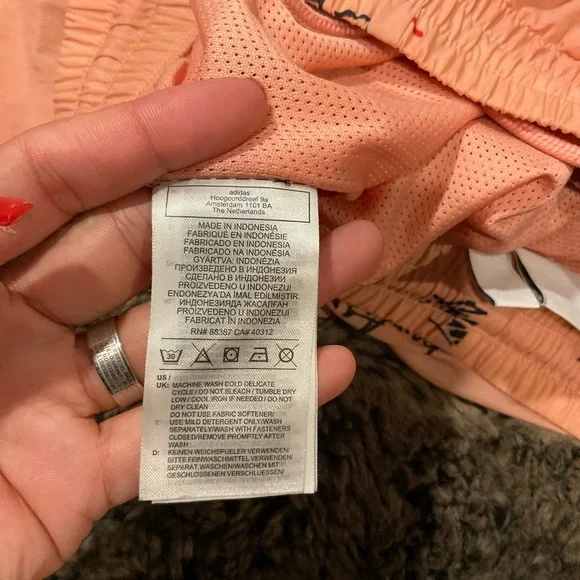 adidas
Hoogoorddreef 9a
Amsterdam 1101 BA
The Netherlands
MADE IN INDONESIA
FABRIQUÉ EN INDONÉSIE
FABRICADO EN INDONESIA
FABRICADO NA INDONÉSIA
GYÁRTVA: INDONÉZIA
ПРОИЗВЕДЕНО В ИНДОНЕЗИЯ
СДЕЛАНО В ИНДОНЕЗИИ
PROIZVEDENO U INDONEZIJI
ENDONEZYA'DA İMAL EDİLMİŞTİR.
ИНДОНЕЗИЯДА ЖАСАЛҒАН
PROIZVEDENO V INDONEZIJI
FABRICAT ÎN INDONEZIA
RN# 88387 CA# 40312
30
US /
UK: MACHINE WASH COLD DELICATE
CYCLE / DO NOT BLEACH / TUMBLE DRY
LOW / COOL IRON IF NEEDED / DO NOT
DRY CLEAN
DO NOT USE FABRIC SOFTENER/
USE MILD DETERGENT ONLY/WASH
SEPARATELY/WASH WITH FASTENERS
CLOSED/REMOVE PROMPTLY AFTER
WASH
D: KEINEN WEICHSPUELER VERWENDEN/
BITTE FEINWASCHMITTEL VERWENDEN/
SEPARAT WASCHEN/WASCHEN MIT
GESCHLOSSENEN VERSCHLUESSEN/